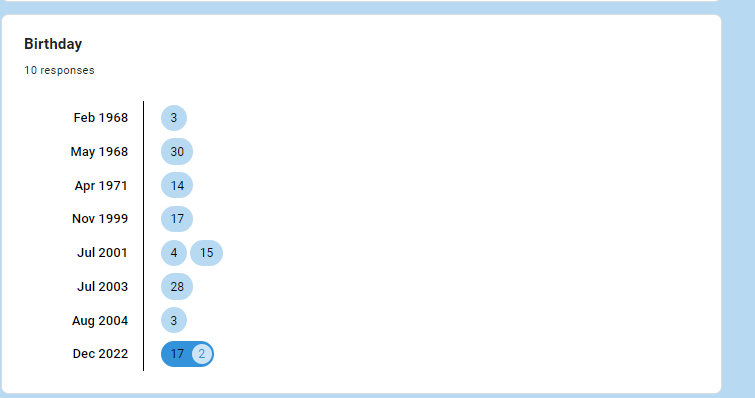 Birthday
10 responses
Feb 1968 3
May 1968 30
Apr 1971 14
Nov 1999 17
Jul 2001 4 15
Jul 2003 28
Aug 2004 3
Dec 2022 17 2